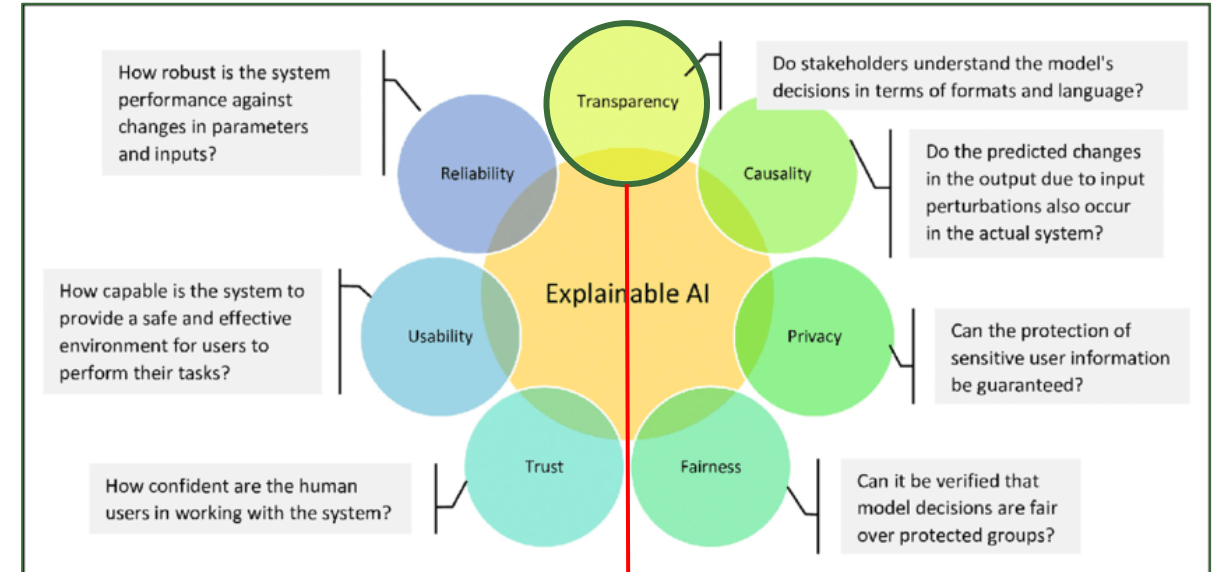 How robust is the system
performance against
changes in parameters
and inputs?
Transparency
Do stakeholders understand the model's
decisions in terms of formats and language?
Reliability
Causality
Do the predicted changes
in the output due to input
perturbations also occur
in the actual system?
How capable is the system to
provide a safe and effective
environment for users to
perform their tasks?
Explainable AI
Usability
Privacy
Can the protection of
sensitive user information
be guaranteed?
Trust
Fairness
How confident are the human
users in working with the system?
Can it be verified that
model decisions are fair
over protected groups?